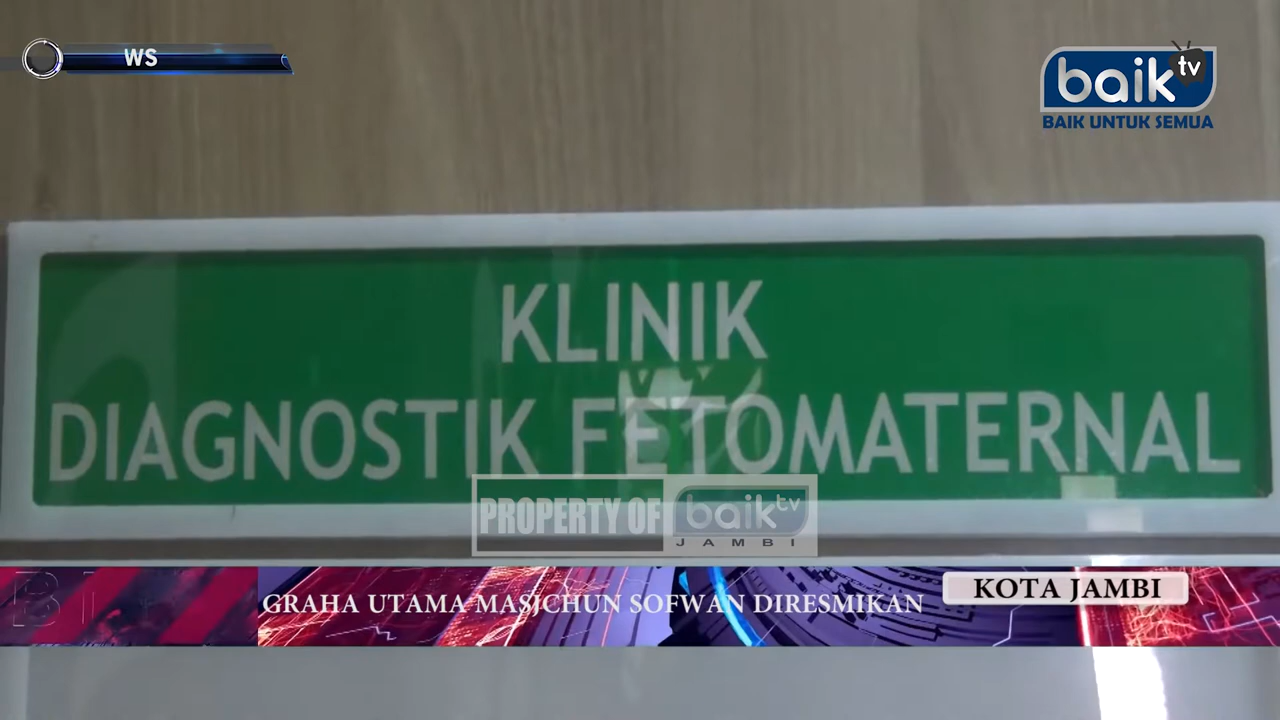 WS
baik tv
BAIK UNTUK SEMUA
KLINIK
DIAGNOSTIK FETOMATERNAL
PROPERTY OF baik tv
JAMBI
GRAHA UTAMA MASJCHUN SOFWAN DIRESMIKAN
KOTA JAMBI